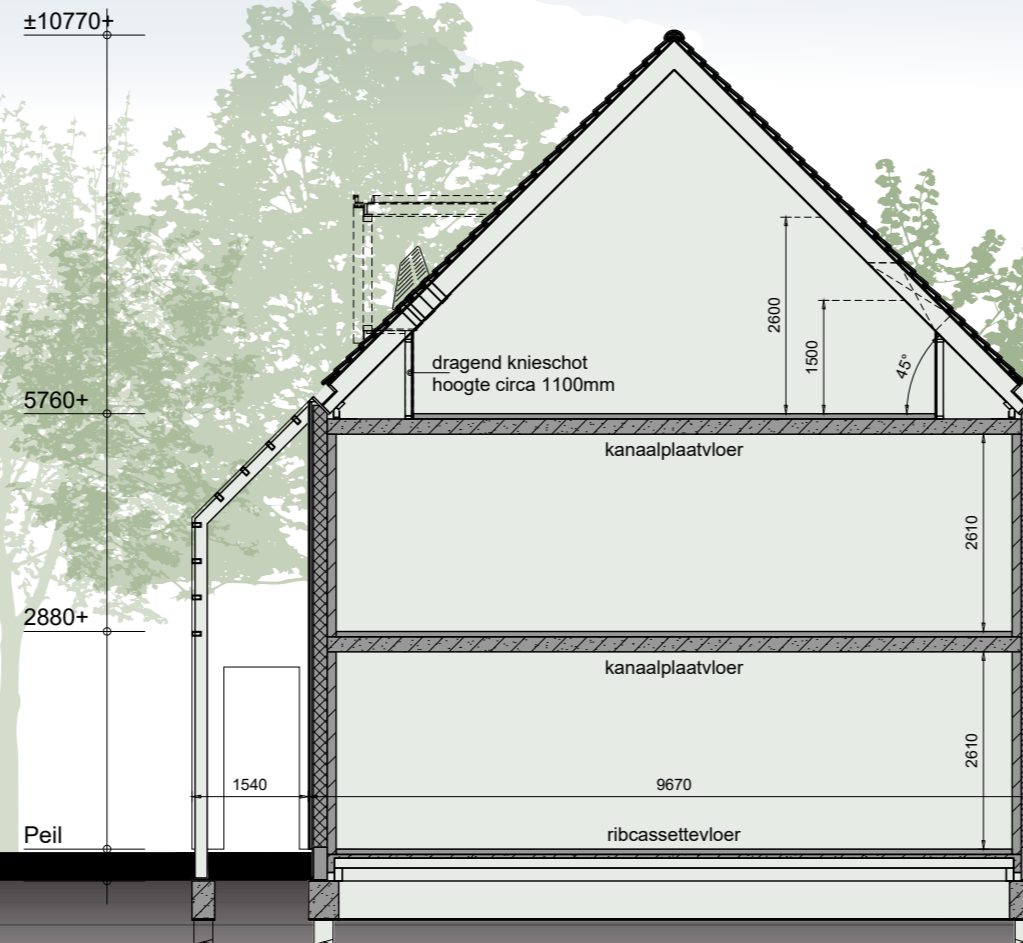 ±10770+
2600
1500
45°
dragend knieschot
hoogte circa 1100mm
5760+
kanaalplaatvloer
2610
2880+
kanaalplaatvloer
2610
1540
9670
Peil
ribcassettevloer